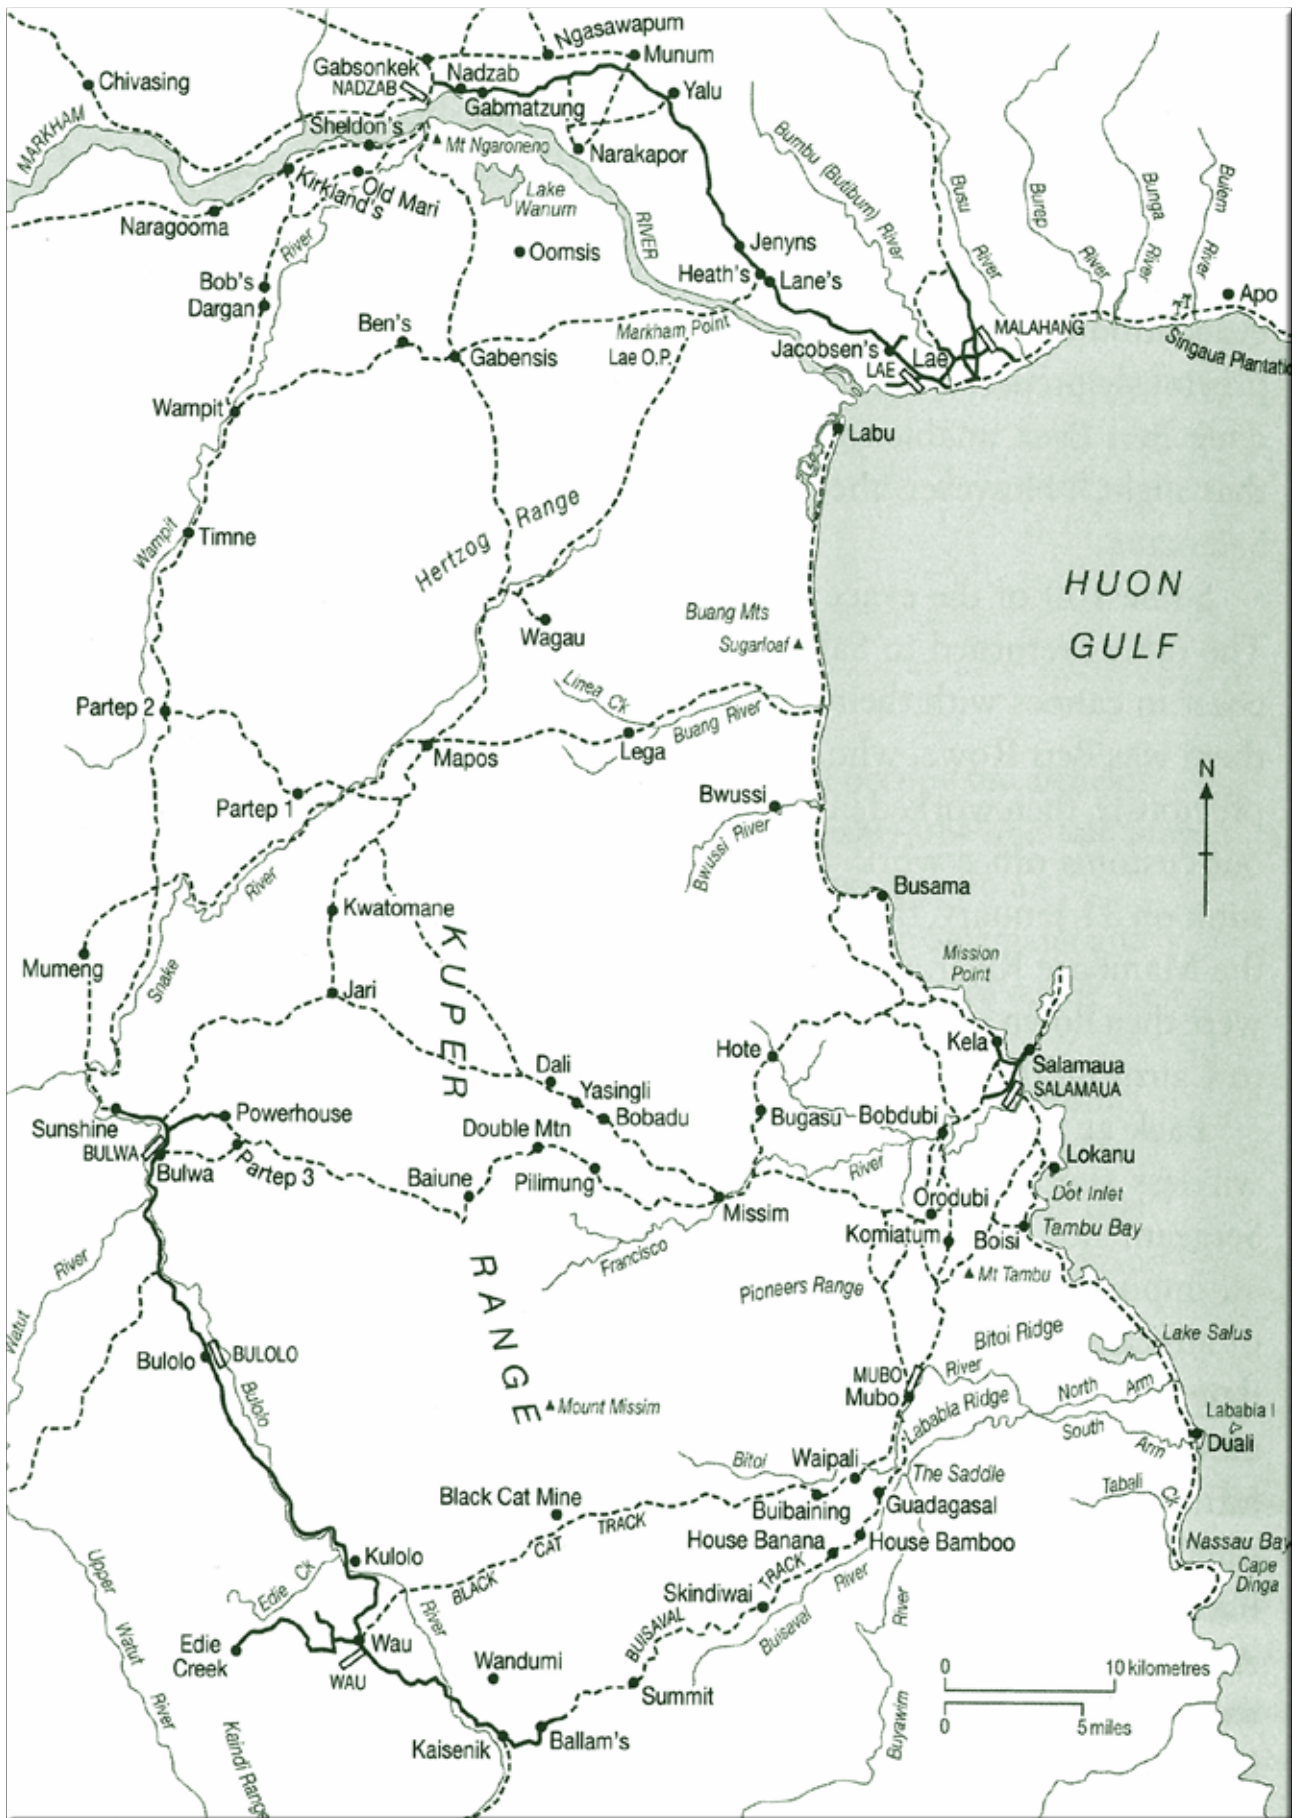 Ngasawapum
Munum
Chivasing
Gabsonkek
NADZAB
Nadzab
Gabmatzung
Yalu
MARKHAM
Sheldon's
Mt Ngaroneno
Narakapor
Kirkland's
Old Mari
Lake
Wanum
RIVER
Naragooma
River
Oomsis
Bumbu (Butibum) River
Busu
River
Burep
River
Bunga
River
Buiem
River
Jenyns
Heath's
Lane's
Apo
Bob's
Dargan
Ben's
Gabensis
Markham Point
Lae O.P.
Jacobsen's
LAE
Lae
MALAHANG
Singaua Plantatio
Wampit
Labu
Hertzog Range
Wampit
Timne
HUON
GULF
Wagau
Buang Mts
Sugarloaf
Linea Ck
Buang River
Lega
Partep 2
Mapos
Partep 1
Bwussi
Bwussi River
N
River
Busama
Kwatomane
KUPER
Mumeng
Snake
Mission
Point
Jari
Hote
Kela
Salamaua
SALAMAUA
Dali
Yasingli
Bobadu
Bugasu
Bobdubi
Sunshine
Powerhouse
BULWA
Bulwa
Partep 3
Double Mtn
Baiune
Pilimung
River
Lokanu
Dot Inlet
Missim
Orodubi
Komiatum
Boisi
Tambu Bay
Francisco
Mt Tambu
Pioneers Range
River
Watut
RANGE
Bitoi Ridge
Lake Salus
Bulolo
BULOLO
Bulolo
MUBO
Mubo
River
North Arm
Lababia Ridge
South
Arm
Lababia I
Duali
Mount Missim
Bitoi
Waipali
The Saddle
Tabali
Ck
Black Cat Mine
Buibaining
Guadagasal
BLACK CAT TRACK
House Banana
House Bamboo
Nassau Bay
Cape
Dinga
Kulolo
Edie Ck
Upper
Watut
River
Skindiwai
BUISAVAL TRACK
Buisaval River
River
Buyawim
Edie
Creek
Wau
WAU
River
Wandumi
Summit
Kaindi Range
Kaisenik
Ballam's
0 10 kilometres
0 5 miles